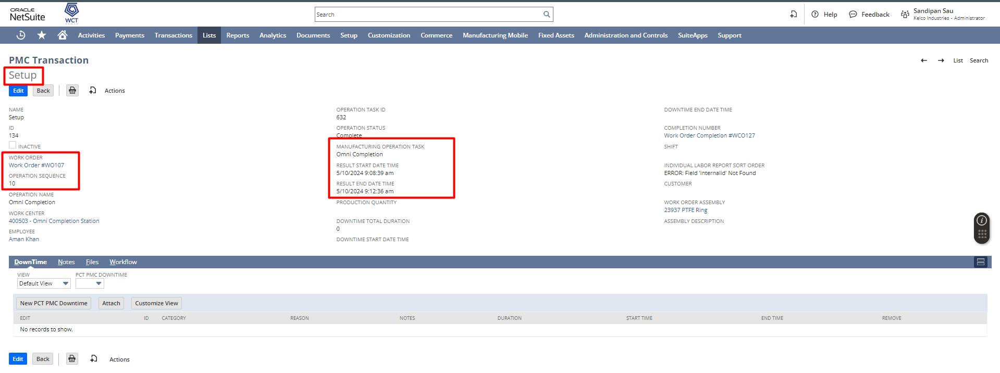 ORACLE
NetSuite
WCT
Search
Help
Feedback
Sandipan Sau
Kelco Industries - Administrator
Activities
Payments
Transactions
Lists
Reports
Analytics
Documents
Setup
Customization
Commerce
Manufacturing Mobile
Fixed Assets
Administration and Controls
SuiteApps
Support
PMC Transaction
List
Search
Setup
Edit
Back
Actions
NAME
Setup
ID
134
INACTIVE
WORK ORDER
Work Order #WO107
OPERATION SEQUENCE
10
OPERATION NAME
Omni Completion
WORK CENTER
400503 - Omni Completion Station
EMPLOYEE
Aman Khan
OPERATION TASK ID
632
OPERATION STATUS
Complete
MANUFACTURING OPERATION TASK
Omni Completion
RESULT START DATE TIME
5/10/2024 9:08:39 am
RESULT END DATE TIME
5/10/2024 9:12:36 am
PRODUCTION QUANTITY
DOWNTIME TOTAL DURATION
0
DOWNTIME START DATE TIME
DOWNTIME END DATE TIME
COMPLETION NUMBER
Work Order Completion #WCO127
SHIFT
INDIVIDUAL LABOR REPORT SORT ORDER
ERROR: Field 'internalid' Not Found
CUSTOMER
WORK ORDER ASSEMBLY
23937 PTFE Ring
ASSEMBLY DESCRIPTION
DownTime
Notes
Files
Workflow
VIEW
Default View
PCT PMC DOWNTIME
New PCT PMC Downtime
Attach
Customize View
EDIT
ID
CATEGORY
REASON
NOTES
DURATION
START TIME
END TIME
REMOVE
No records to show.
Edit
Back
Actions